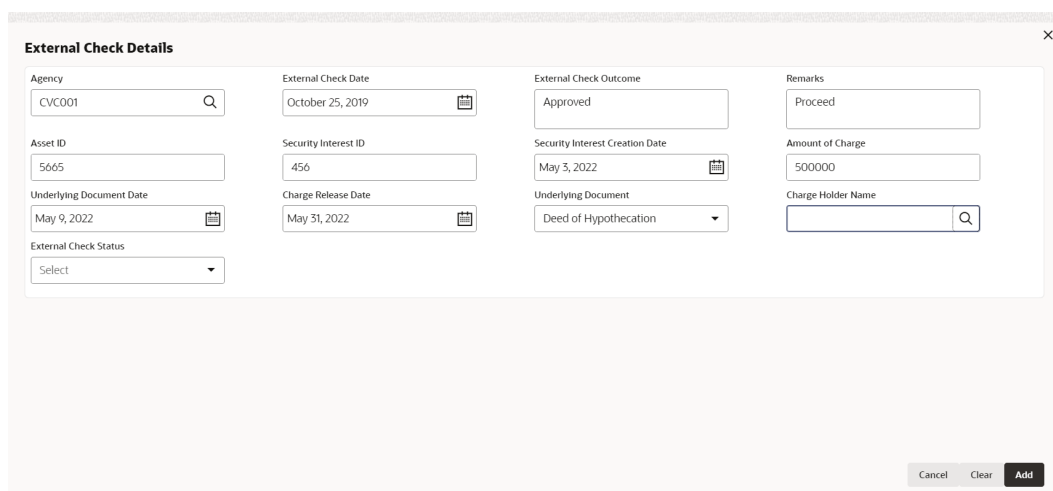 External Check Details
Agency
External Check Date
External Check Outcome
Remarks
CVC001
October 25, 2019
Approved
Proceed
Asset ID
Security Interest ID
Security Interest Creation Date
Amount of Charge
5665
456
May 3, 2022
500000
Underlying Document Date
Charge Release Date
Underlying Document
Charge Holder Name
May 9, 2022
May 31, 2022
Deed of Hypothecation
External Check Status
Select
Cancel
Clear
Add